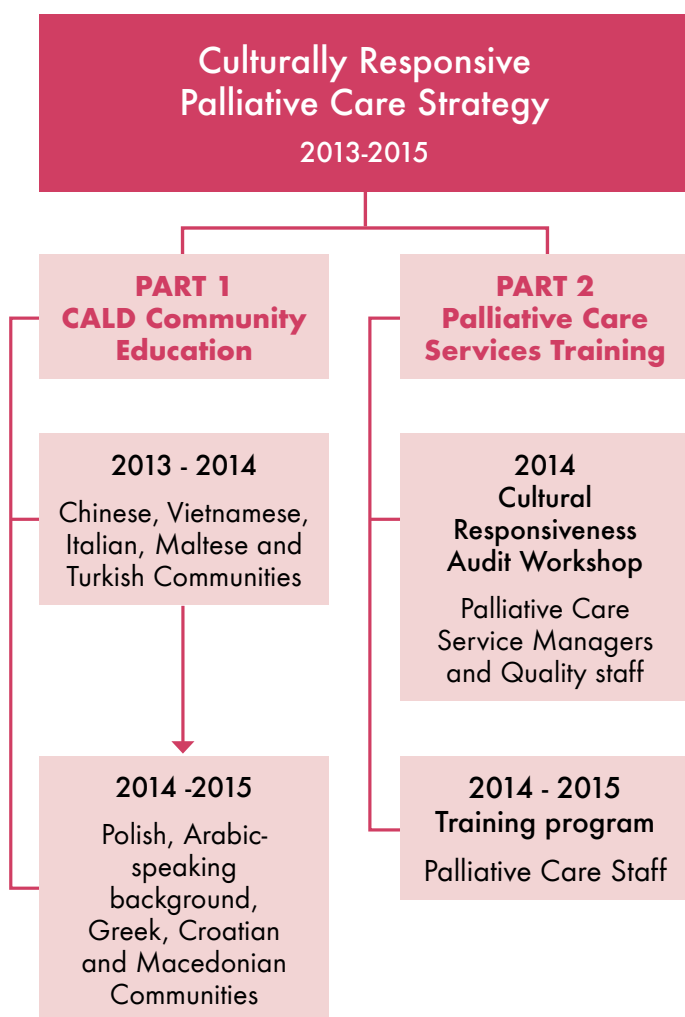 Culturally Responsive
Palliative Care Strategy
2013-2015
PART 1
CALD Community
Education
2013 - 2014
Chinese, Vietnamese,
Italian, Maltese and
Turkish Communities
2014 -2015
Polish, Arabic-
speaking
background,
Greek, Croatian
and Macedonian
Communities
PART 2
Palliative Care
Services Training
2014
Cultural
Responsiveness
Audit Workshop
Palliative Care
Service Managers
and Quality staff
2014 - 2015
Training program
Palliative Care Staff